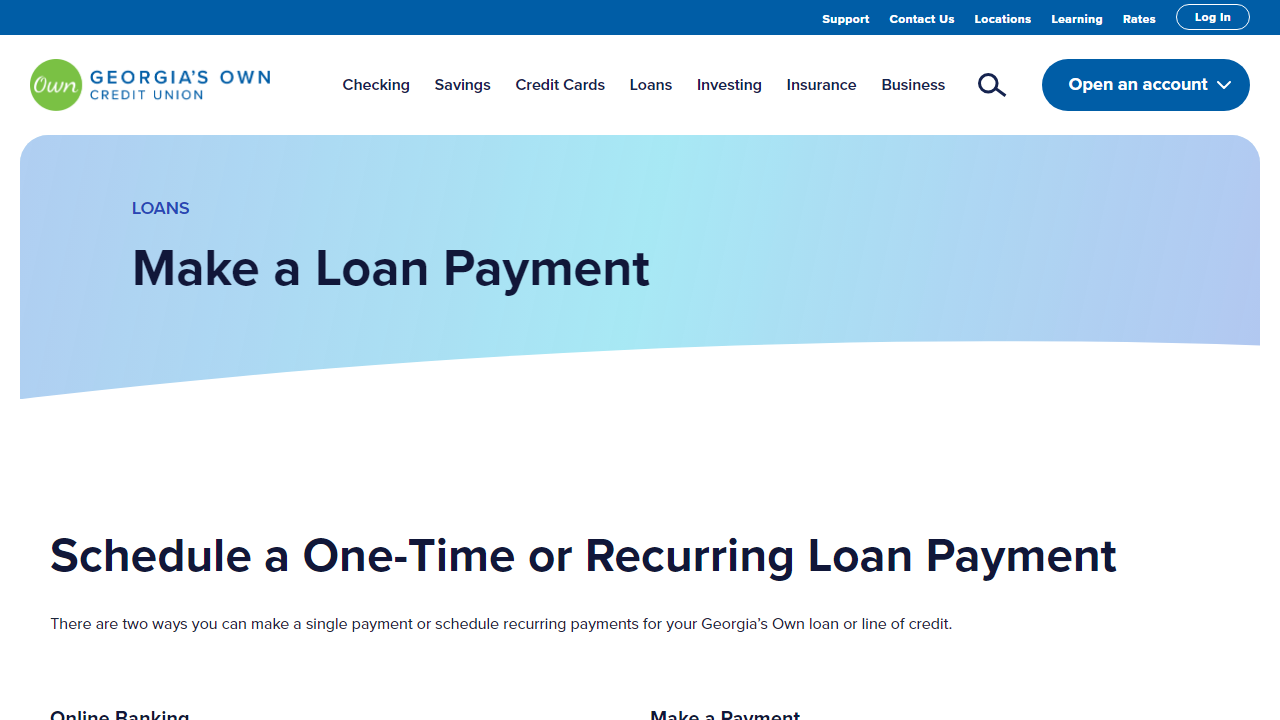 Support Contact Us Locations Learning Rates Log In
Own GEORGIA'S OWN
CREDIT UNION
Checking Savings Credit Cards Loans Investing Insurance Business Open an account
LOANS
Make a Loan Payment
Schedule a One-Time or Recurring Loan Payment
There are two ways you can make a single payment or schedule recurring payments for your Georgia’s Own loan or line of credit.
Online Banking Make a Payment